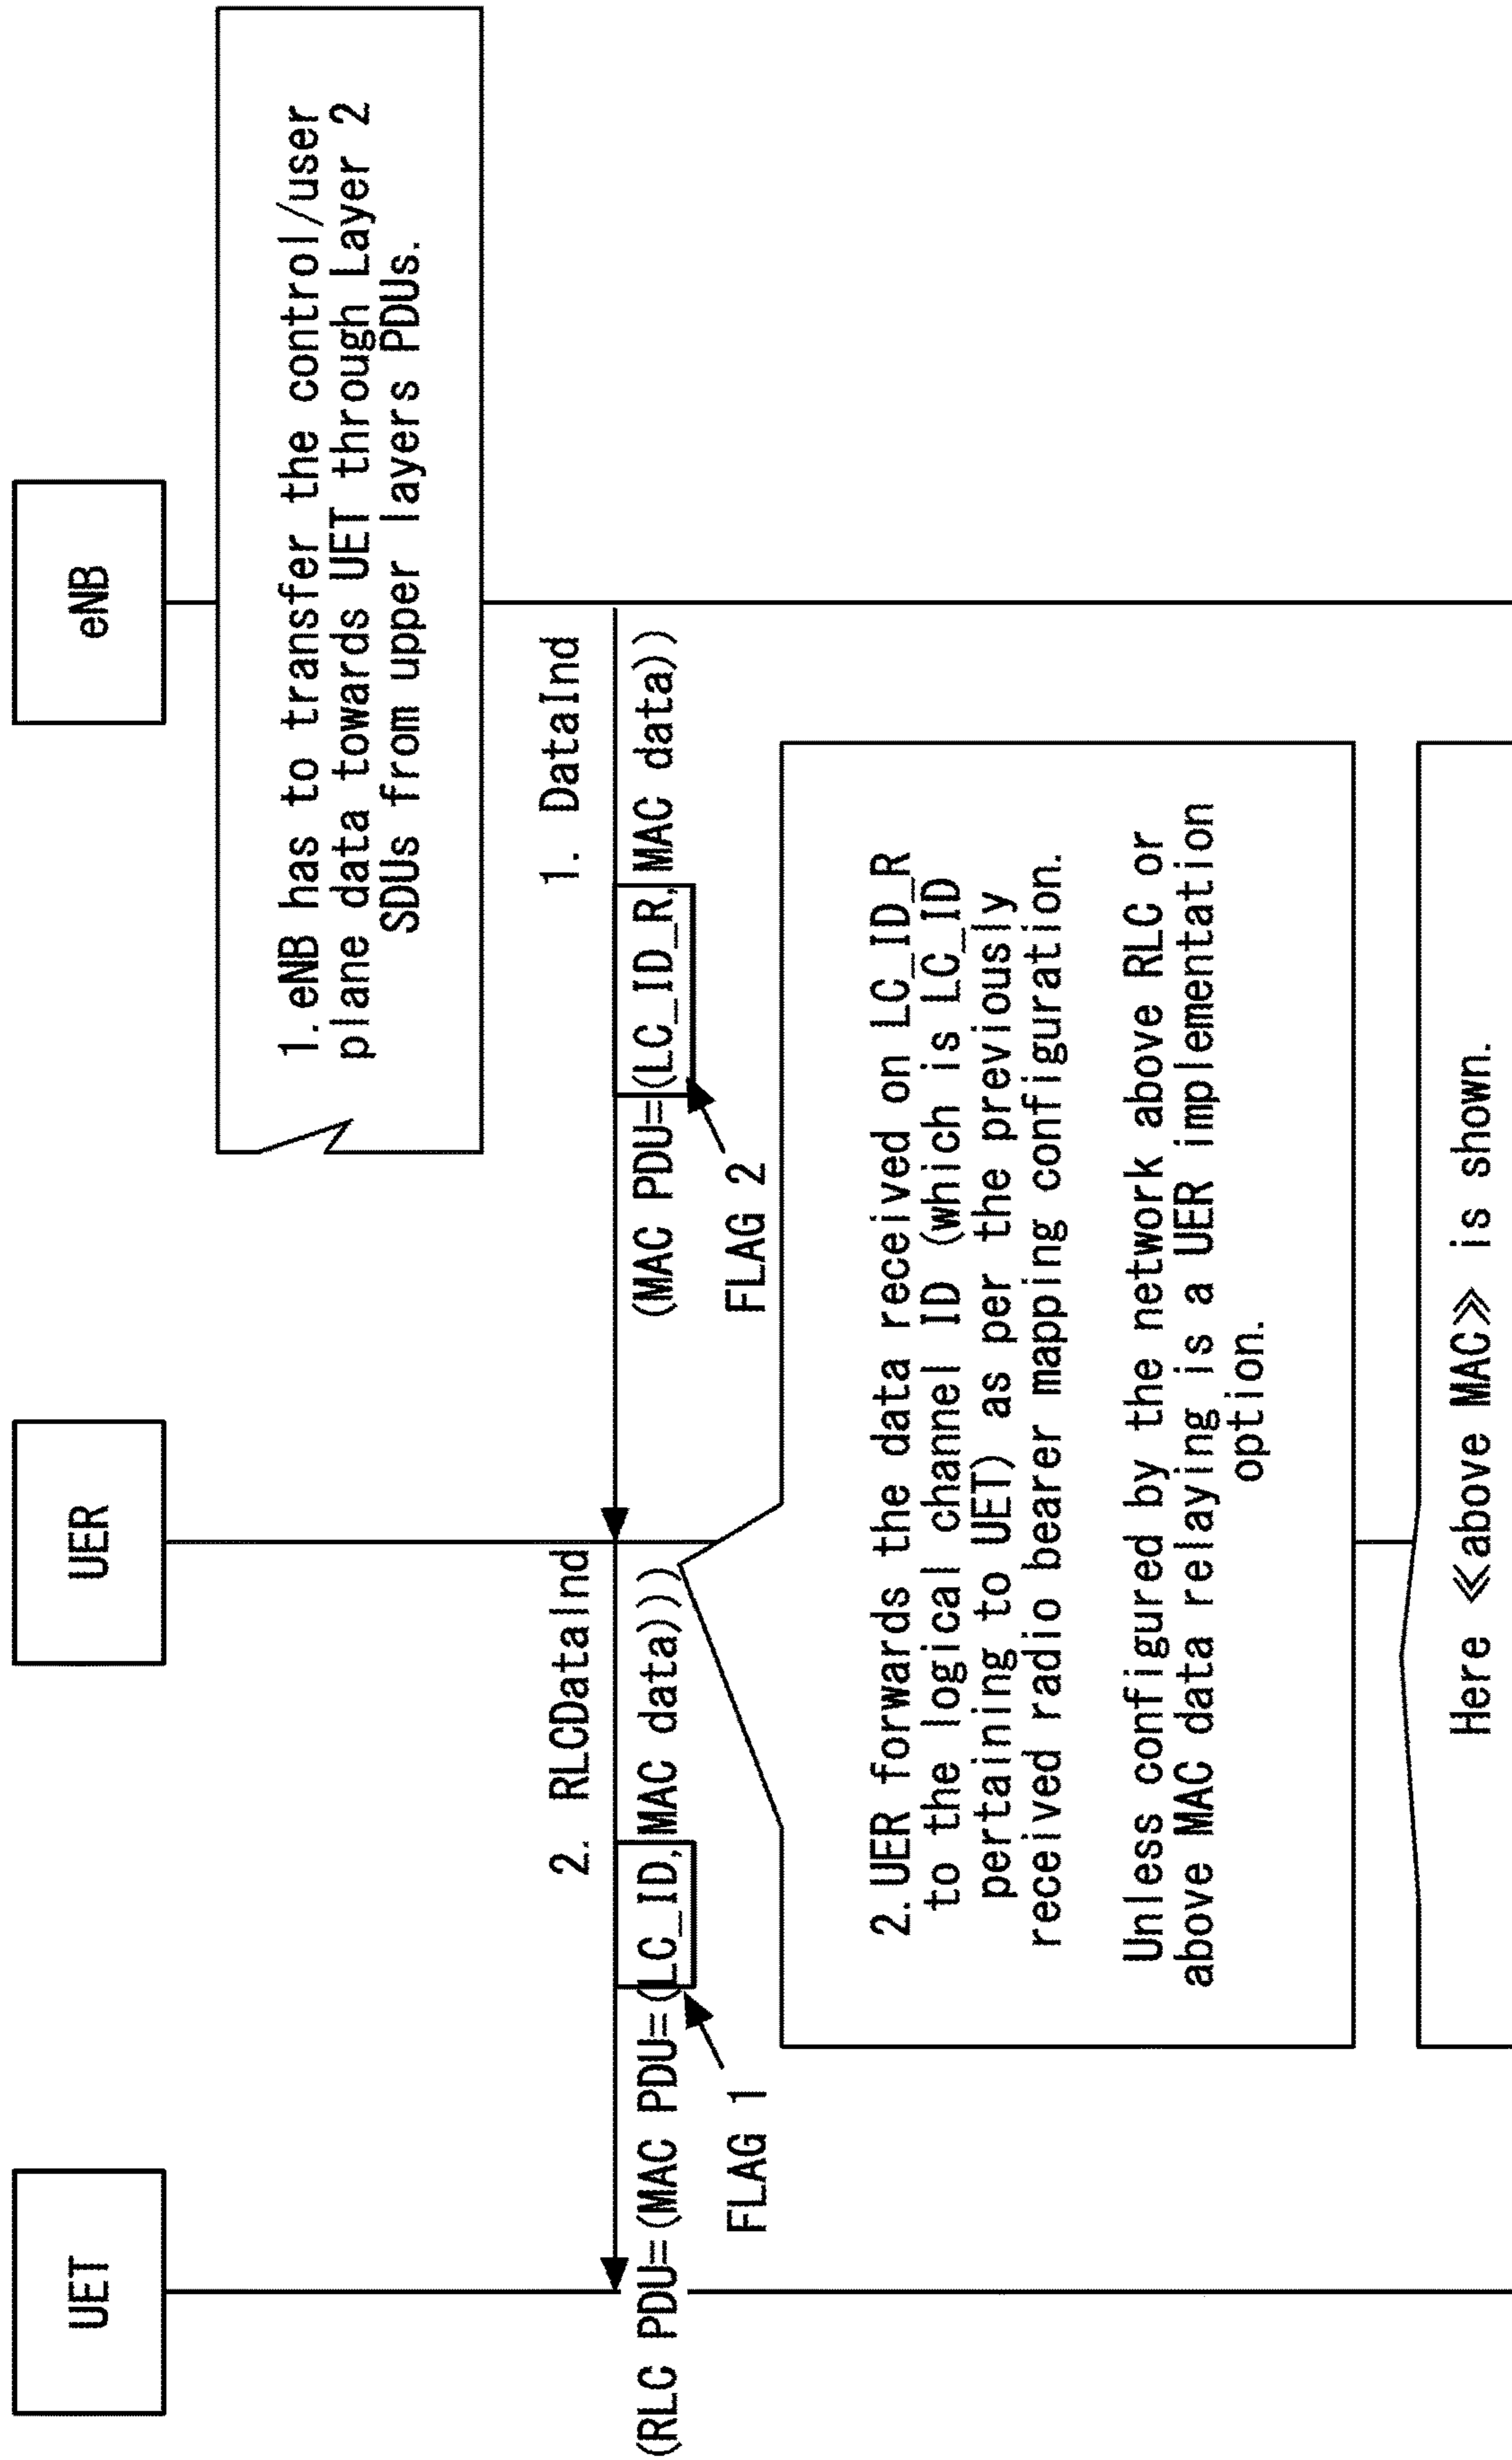 UET
UER
eNB
1.eNB has to transfer the control/user
plane data towards UET through Layer 2
SDUs from upper layers PDUs.
1. DataInd
(MAC PDU=(LC_ID_R, MAC data))
FLAG 2
2. RLCDataInd
(RLC PDU=(MAC PDU=(LC_ID, MAC data)))
FLAG 1
2.UER forwards the data received on LC_ID_R
to the logical channel ID (which is LC_ID
pertaining to UET) as per the previously
received radio bearer mapping configuration.
Unless configured by the network above RLC or
above MAC data relaying is a UER implementation
option.
Here ≪above MAC≫ is shown.